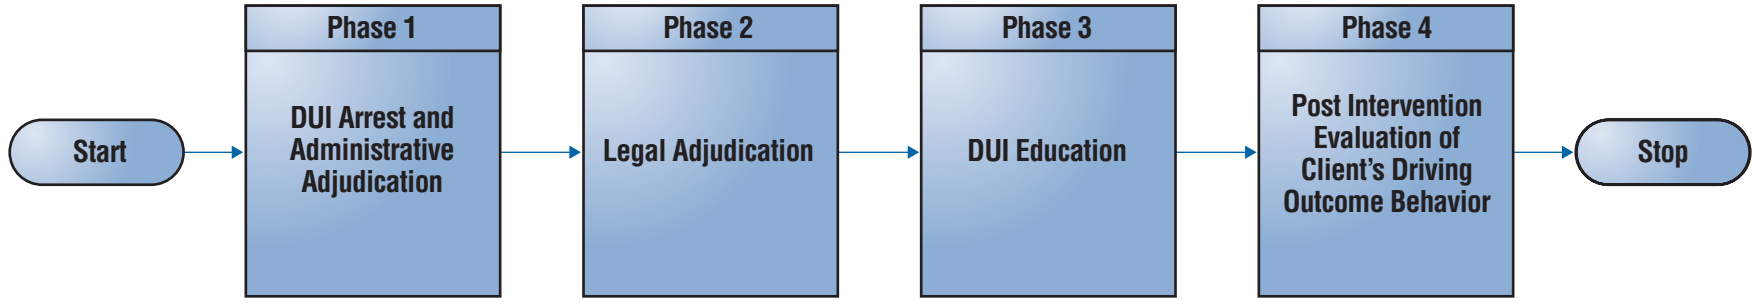 Start
Phase 1
DUI Arrest and
Administrative
Adjudication
Phase 2
Legal Adjudication
Phase 3
DUI Education
Phase 4
Post Intervention
Evaluation of
Client’s Driving
Outcome Behavior
Stop